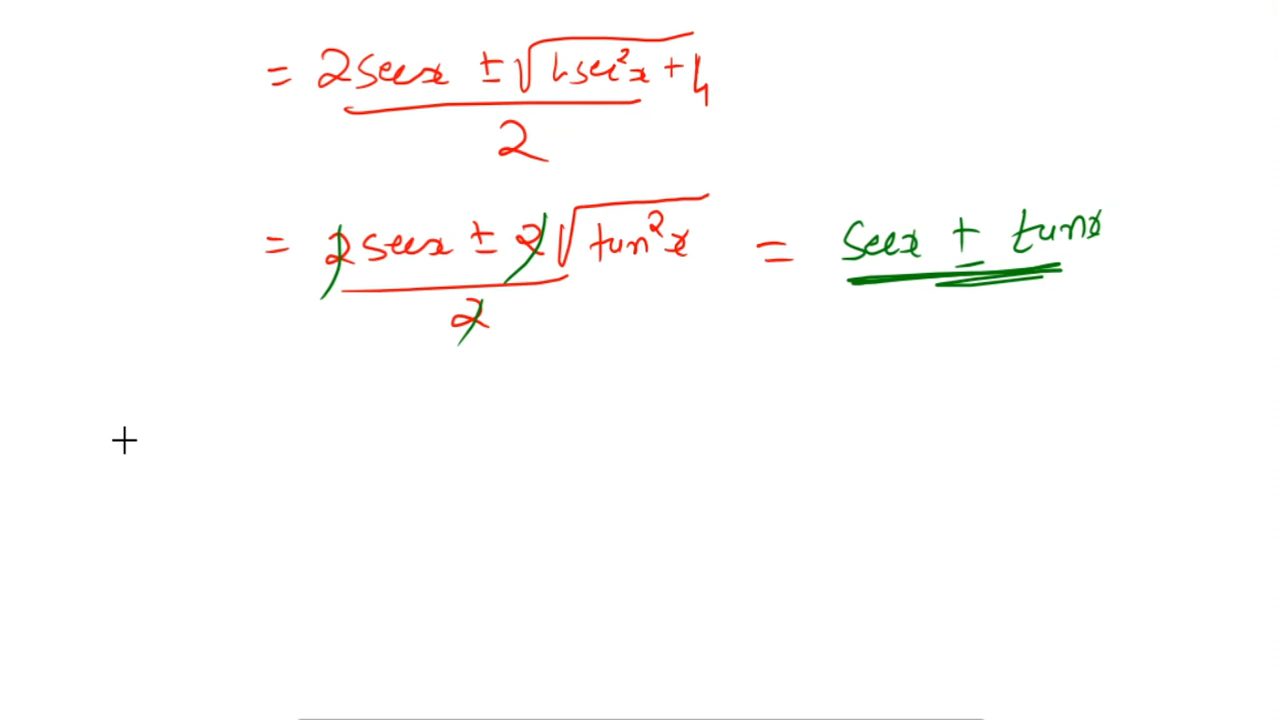 = 2secx ± √4sec²x + 4
2
= 2secx ± 2√tan²x = secx ± tanx
2